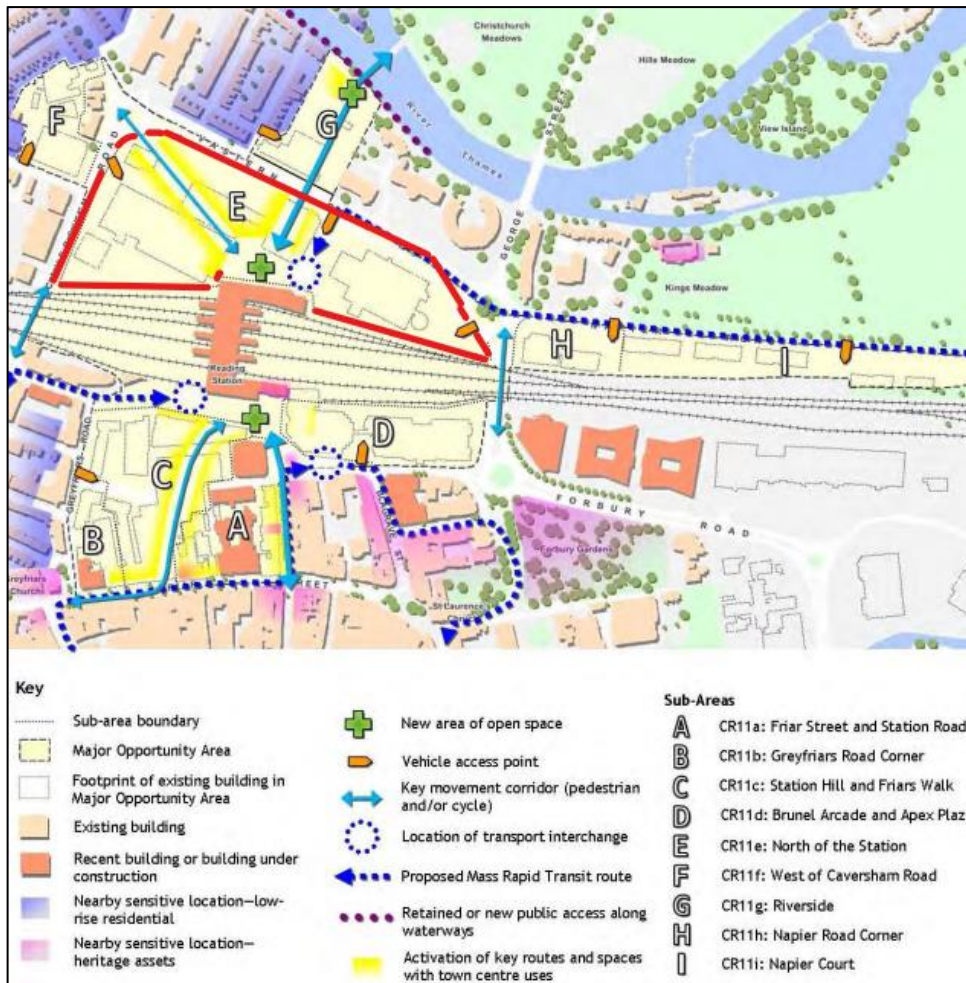 Christchurch
Meadows
Hills Meadow
View Island
River
Thames
F
G
ROAD
VASTERN
E
GEORGE
STREET
Kings Meadow
H
I
Reading
Station
D
C
GREYFRIARS ROAD
B
A
FORBURY
ROAD
Forbury Gardens
Greyfriars
Church
STREET
St Laurence's
Church
Key
Sub-area boundary
Major Opportunity Area
Footprint of existing building in
Major Opportunity Area
Existing building
Recent building or building under
construction
Nearby sensitive location—low-
rise residential
Nearby sensitive location—
heritage assets
New area of open space
Vehicle access point
Key movement corridor (pedestrian
and/or cycle)
Location of transport interchange
Proposed Mass Rapid Transit route
Retained or new public access along
waterways
Activation of key routes and spaces
with town centre uses
Sub-Areas
A CR11a: Friar Street and Station Road
B CR11b: Greyfriars Road Corner
C CR11c: Station Hill and Friars Walk
D CR11d: Brunel Arcade and Apex Plaz
E CR11e: North of the Station
F CR11f: West of Caversham Road
G CR11g: Riverside
H CR11h: Napier Road Corner
I CR11i: Napier Court